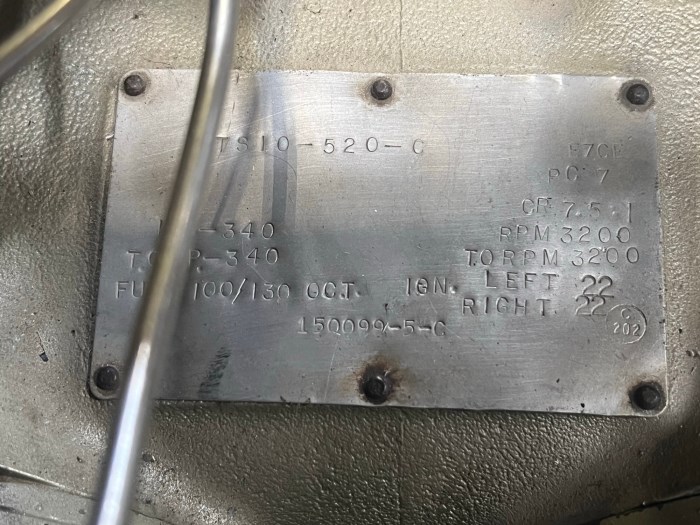 TSIO-520-C E7CE
PC 7
CR 7.5:1
-340 RPM 3200
T.O. P.-340 T.O RPM 3200
FU 100/130 OCT. IGN. LEFT 22
RIGHT 22
150099-5-C
C
202